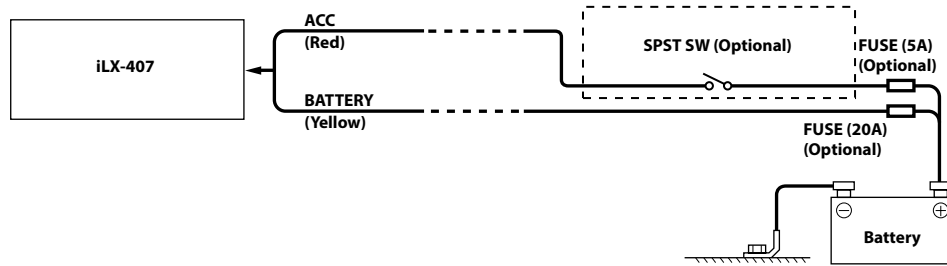 iLX-407
ACC
(Red)
BATTERY
(Yellow)
SPST SW (Optional)
FUSE (5A)
(Optional)
FUSE (20A)
(Optional)
Battery